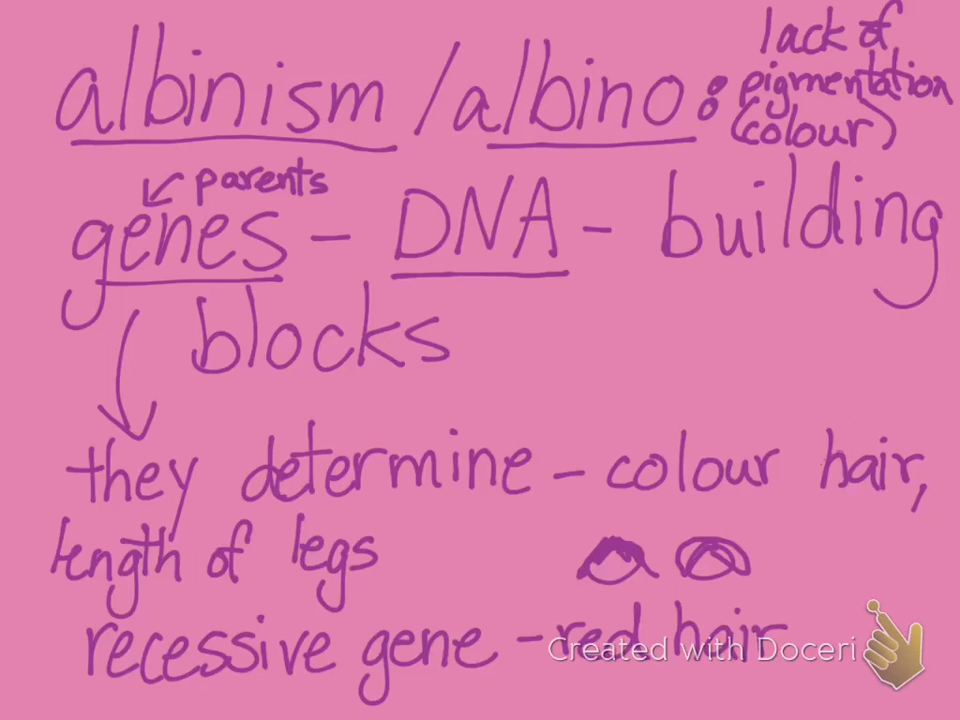 albinism / albino : lack of
pigmentation
(colour)
parents
genes - DNA - building
blocks
they determine - colour hair,
length of legs
recessive gene - red hair
Created with Doceri